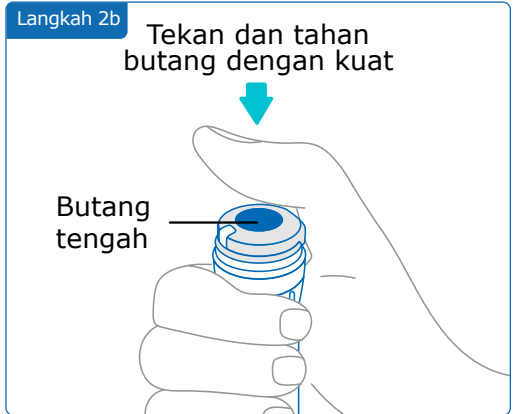 Langkah 2b
Tekan dan tahan
butang dengan kuat
Butang
tengah